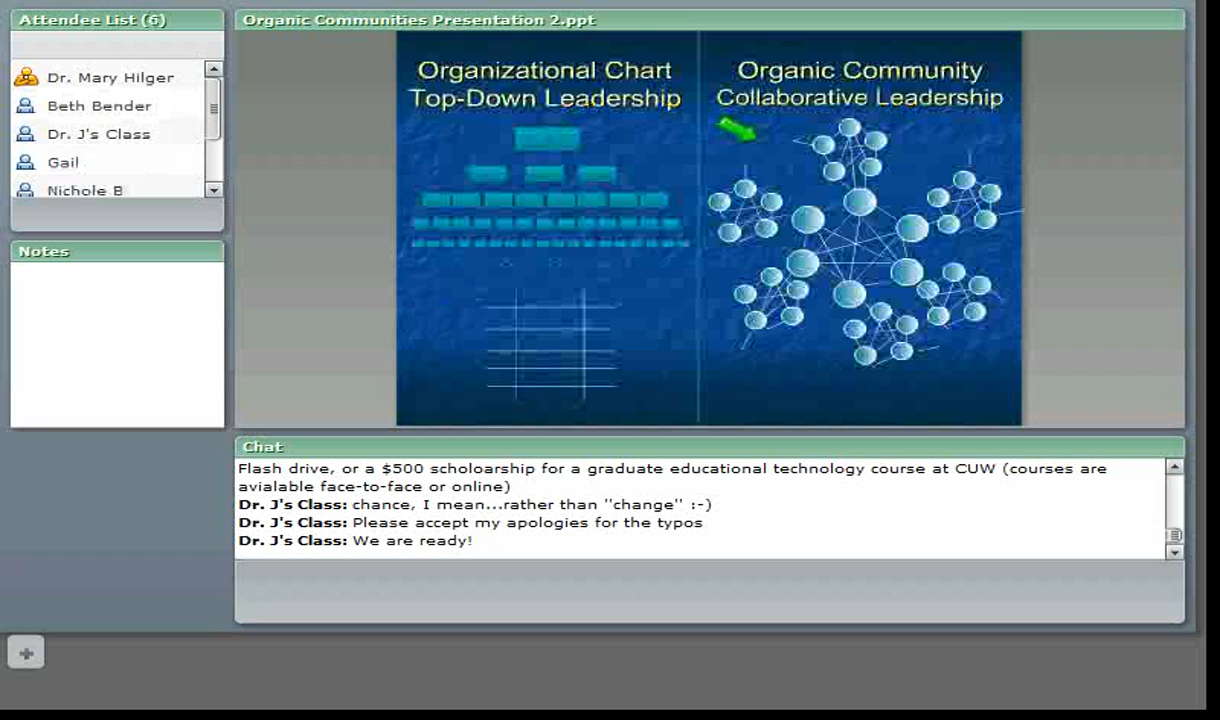 Attendee List (6)
Dr. Mary Hilger
Beth Bender
Dr. J's Class
Gail
Nichole B
Notes
Organic Communities Presentation 2.ppt
Organizational Chart
Top-Down Leadership
Organic Community
Collaborative Leadership
Chat
Flash drive, or a $500 scholoarship for a graduate educational technology course at CUW (courses are
avialable face-to-face or online)
Dr. J's Class: chance, I mean...rather than "change" :-)
Dr. J's Class: Please accept my apologies for the typos
Dr. J's Class: We are ready!